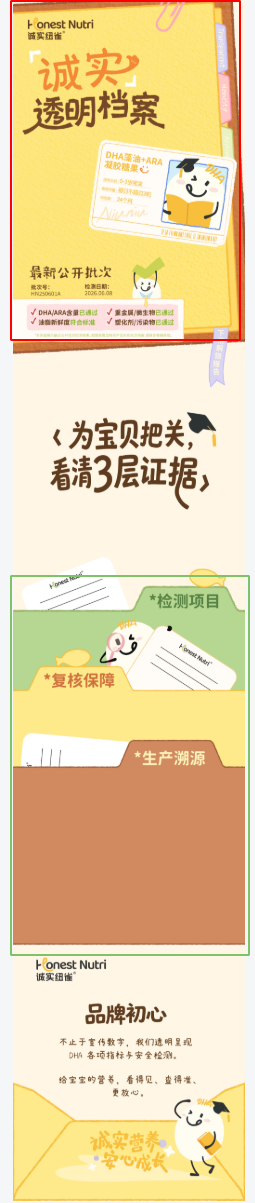 Honest Nutri
诚实纽雀
「诚实」
透明档案
DHA藻油+ARA
凝胶糖果
最新公开批次
批次号:
HN250601A
检测日期:
2026.06.08
✓ DHA/ARA含量已通过
✓ 重金属/微生物已通过
✓ 油脂新鲜度符合标准
✓ 塑化剂/污染物已通过
《为宝贝把关,
看清3层证据》
Honest Nutri
*检测项目
Honest Nutri
*复核保障
*生产溯源
Honest Nutri
诚实纽雀
品牌初心
不止于宣传数字,我们透明呈现
DHA 各项指标与安全检测。
给宝宝的营养,看得见、查得准、
更放心。
诚实营养
安心成长